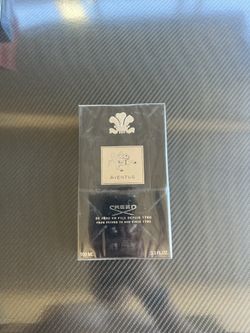 AVENTUS
CREED
DE PERE EN FILS DEPUIS 1760
FROM FATHER TO SON SINCE 1760
100 ML
3.3 FL.OZ